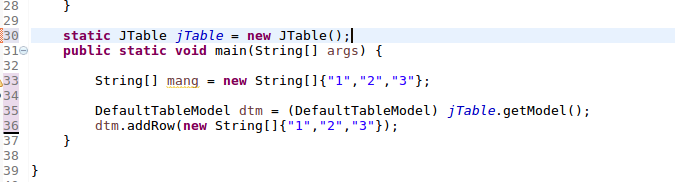 28 }
29
30 static JTable jTable = new JTable();
31 public static void main(String[] args) {
32
33 String[] mang = new String[]{"1","2","3"};
34
35 DefaultTableModel dtm = (DefaultTableModel) jTable.getModel();
36 dtm.addRow(new String[]{"1","2","3"});
37 }
38
39 }